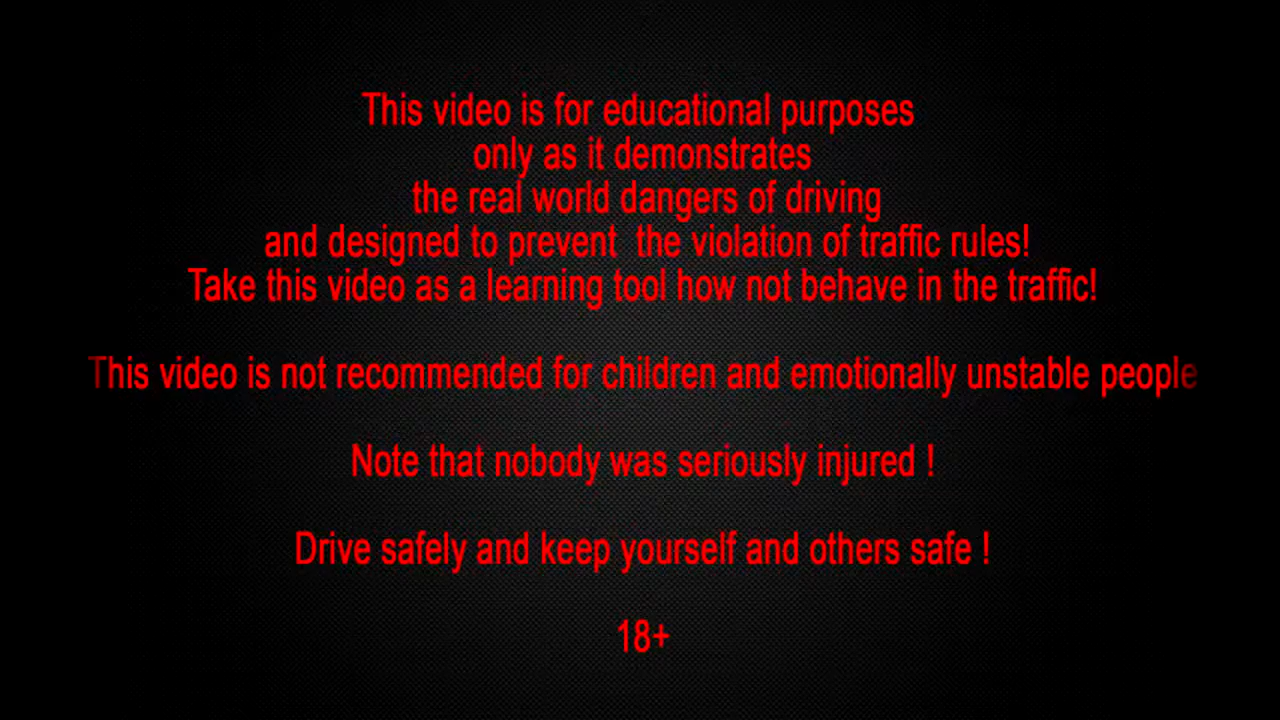 This video is for educational purposes
only as it demonstrates
the real world dangers of driving
and designed to prevent  the violation of traffic rules!
Take this video as a learning tool how not behave in the traffic!
This video is not recommended for children and emotionally unstable people
Note that nobody was seriously injured !
Drive safely and keep yourself and others safe !
18+